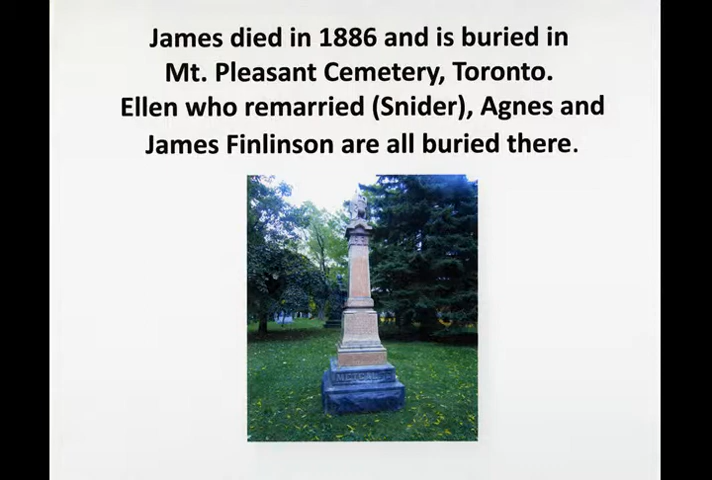 James died in 1886 and is buried in
Mt. Pleasant Cemetery, Toronto.
Ellen who remarried (Snider), Agnes and
James Finlinson are all buried there.